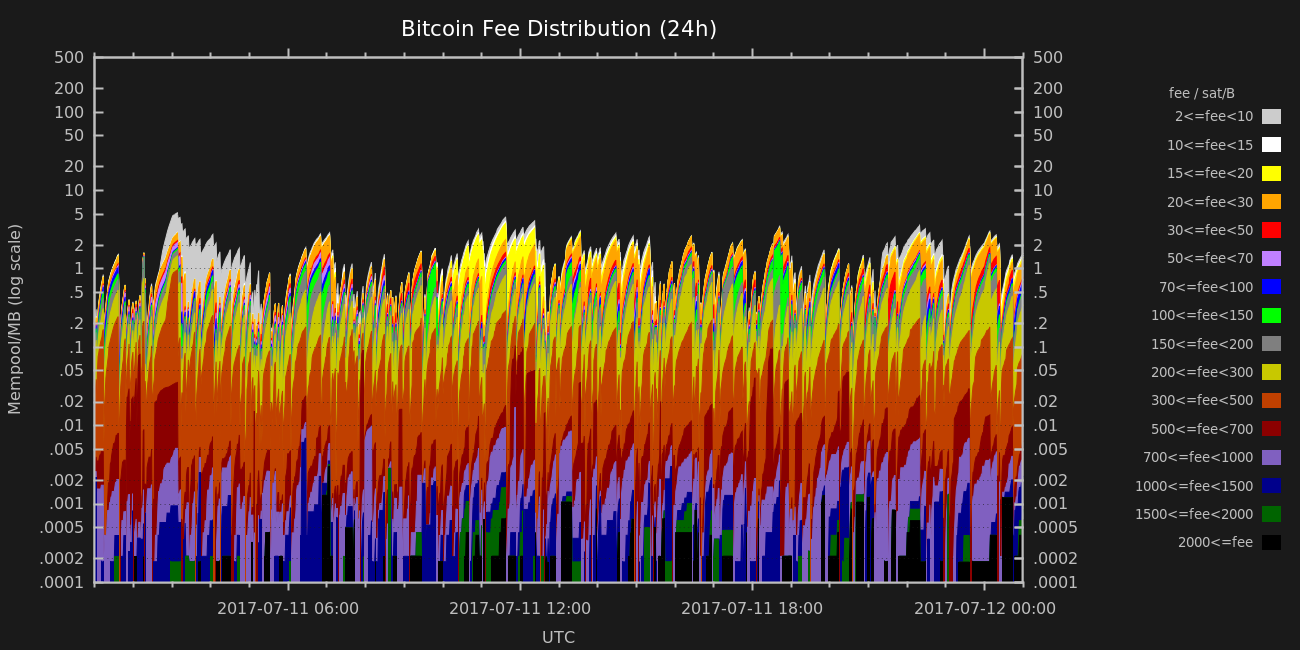 Bitcoin Fee Distribution (24h)
500
200
100
50
20
10
5
2
1
.5
.2
.1
.05
.02
.01
.005
.002
.001
.0005
.0002
.0001
Mempool/MB (log scale)
500
200
100
50
20
10
5
2
1
.5
.2
.1
.05
.02
.01
.005
.002
.001
.0005
.0002
.0001
2017-07-11 06:00 2017-07-11 12:00 2017-07-11 18:00 2017-07-12 00:00
UTC
fee / sat/B
2<=fee<10
10<=fee<15
15<=fee<20
20<=fee<30
30<=fee<50
50<=fee<70
70<=fee<100
100<=fee<150
150<=fee<200
200<=fee<300
300<=fee<500
500<=fee<700
700<=fee<1000
1000<=fee<1500
1500<=fee<2000
2000<=fee